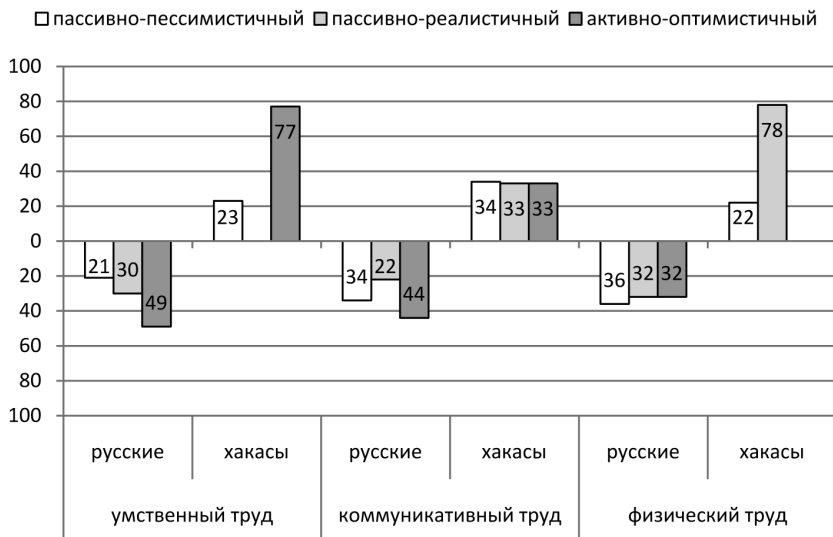 пассивно-пессимистичный пассивно-реалистичный активно-оптимистичный
100
80
60
40
20
0
20
40
60
80
100
77
78
23
34 33 33
22
21 30 49
34 22 44
36 32 32
русские хакасы русские хакасы русские хакасы
умственный труд коммуникативный труд физический труд